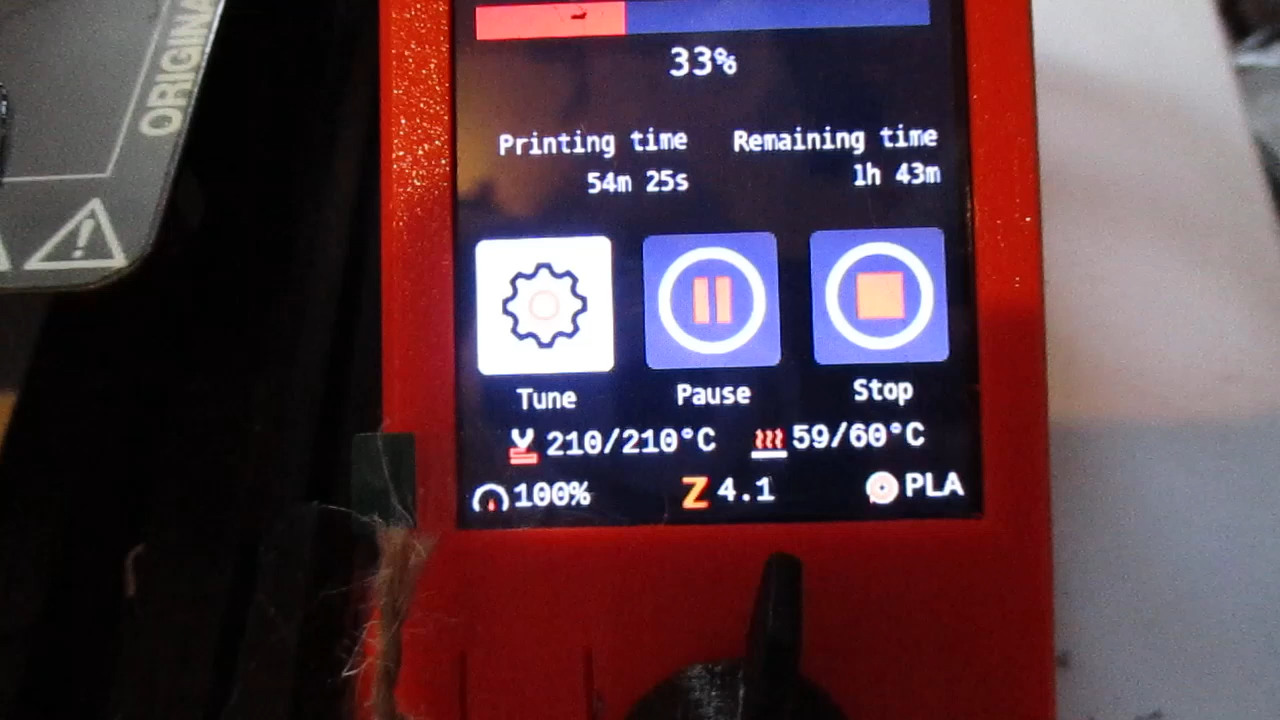 ORIGINA
33%
Printing time Remaining time
54m 25s 1h 43m
Tune Pause Stop
210/210°C 59/60°C
100% Z 4.1 PLA